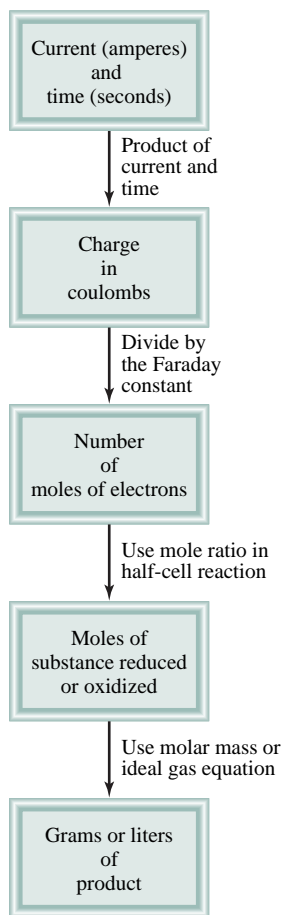 Current (amperes)
and
time (seconds)
Product of
current and
time
Charge
in
coulombs
Divide by
the Faraday
constant
Number
of
moles of electrons
Use mole ratio in
half-cell reaction
Moles of
substance reduced
or oxidized
Use molar mass or
ideal gas equation
Grams or liters
of
product